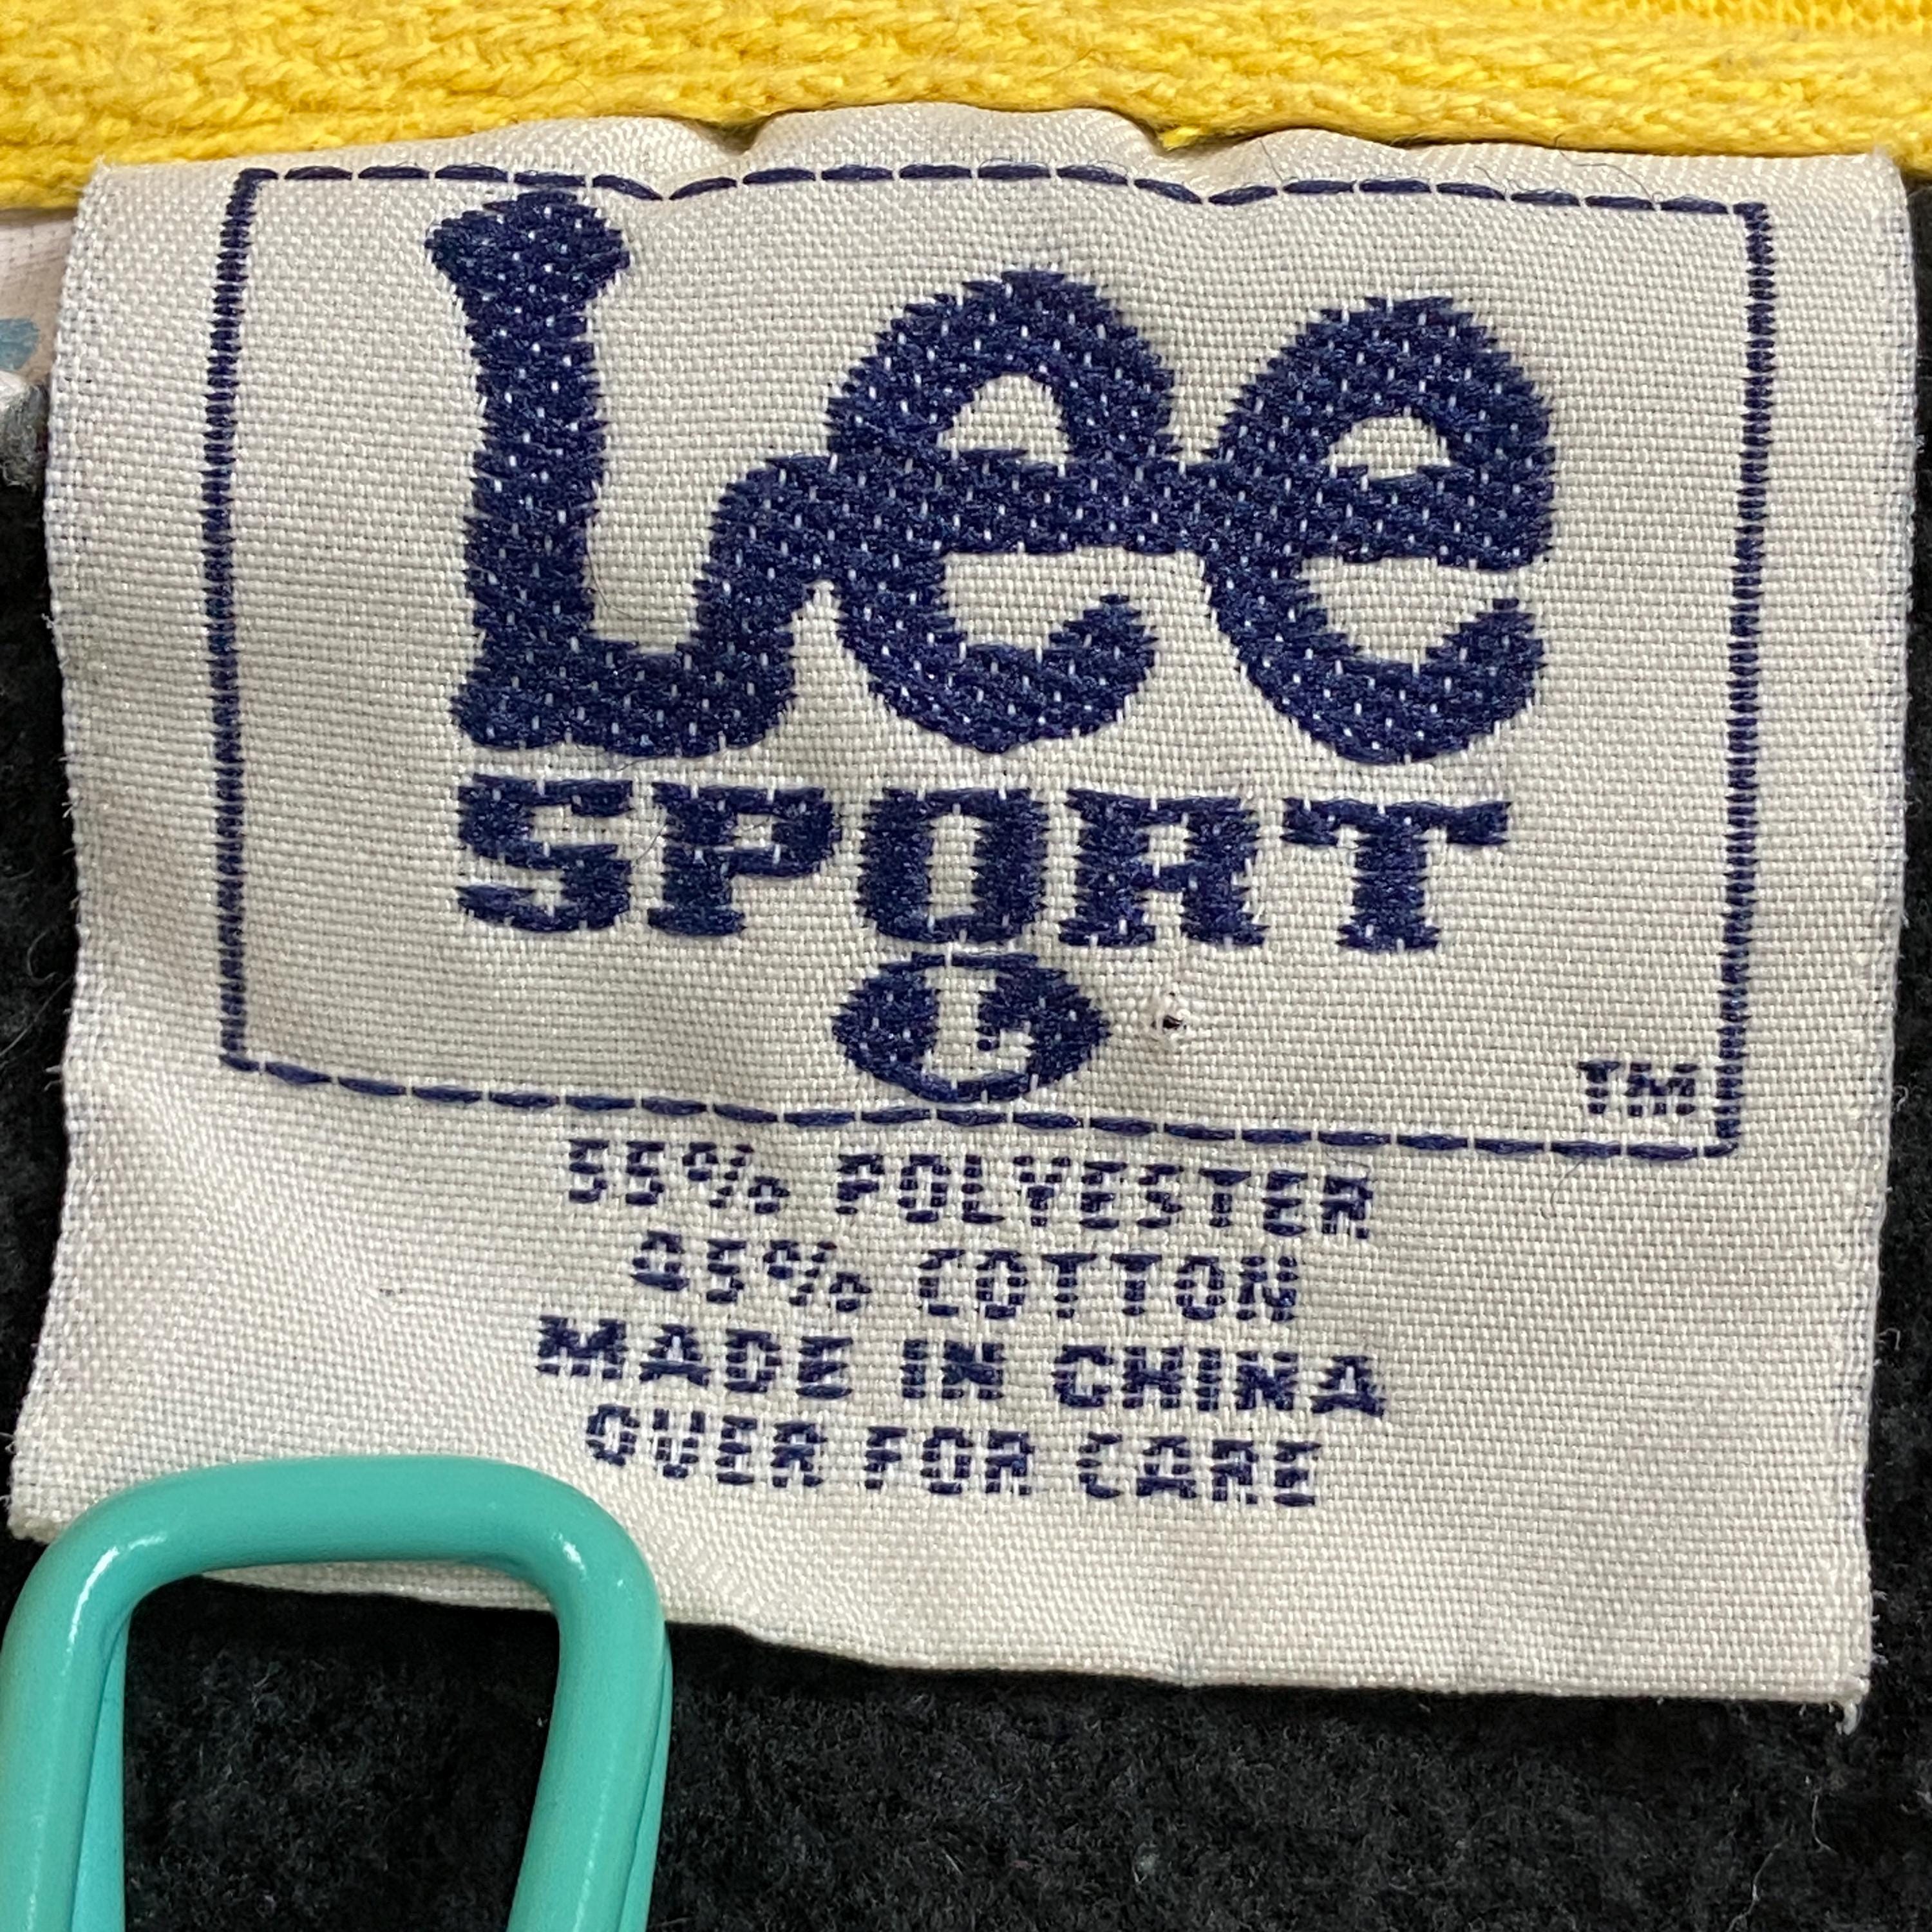 Lee
SPORT
L
TM
55% POLYESTER
45% COTTON
MADE IN CHINA
OVER FOR CARE